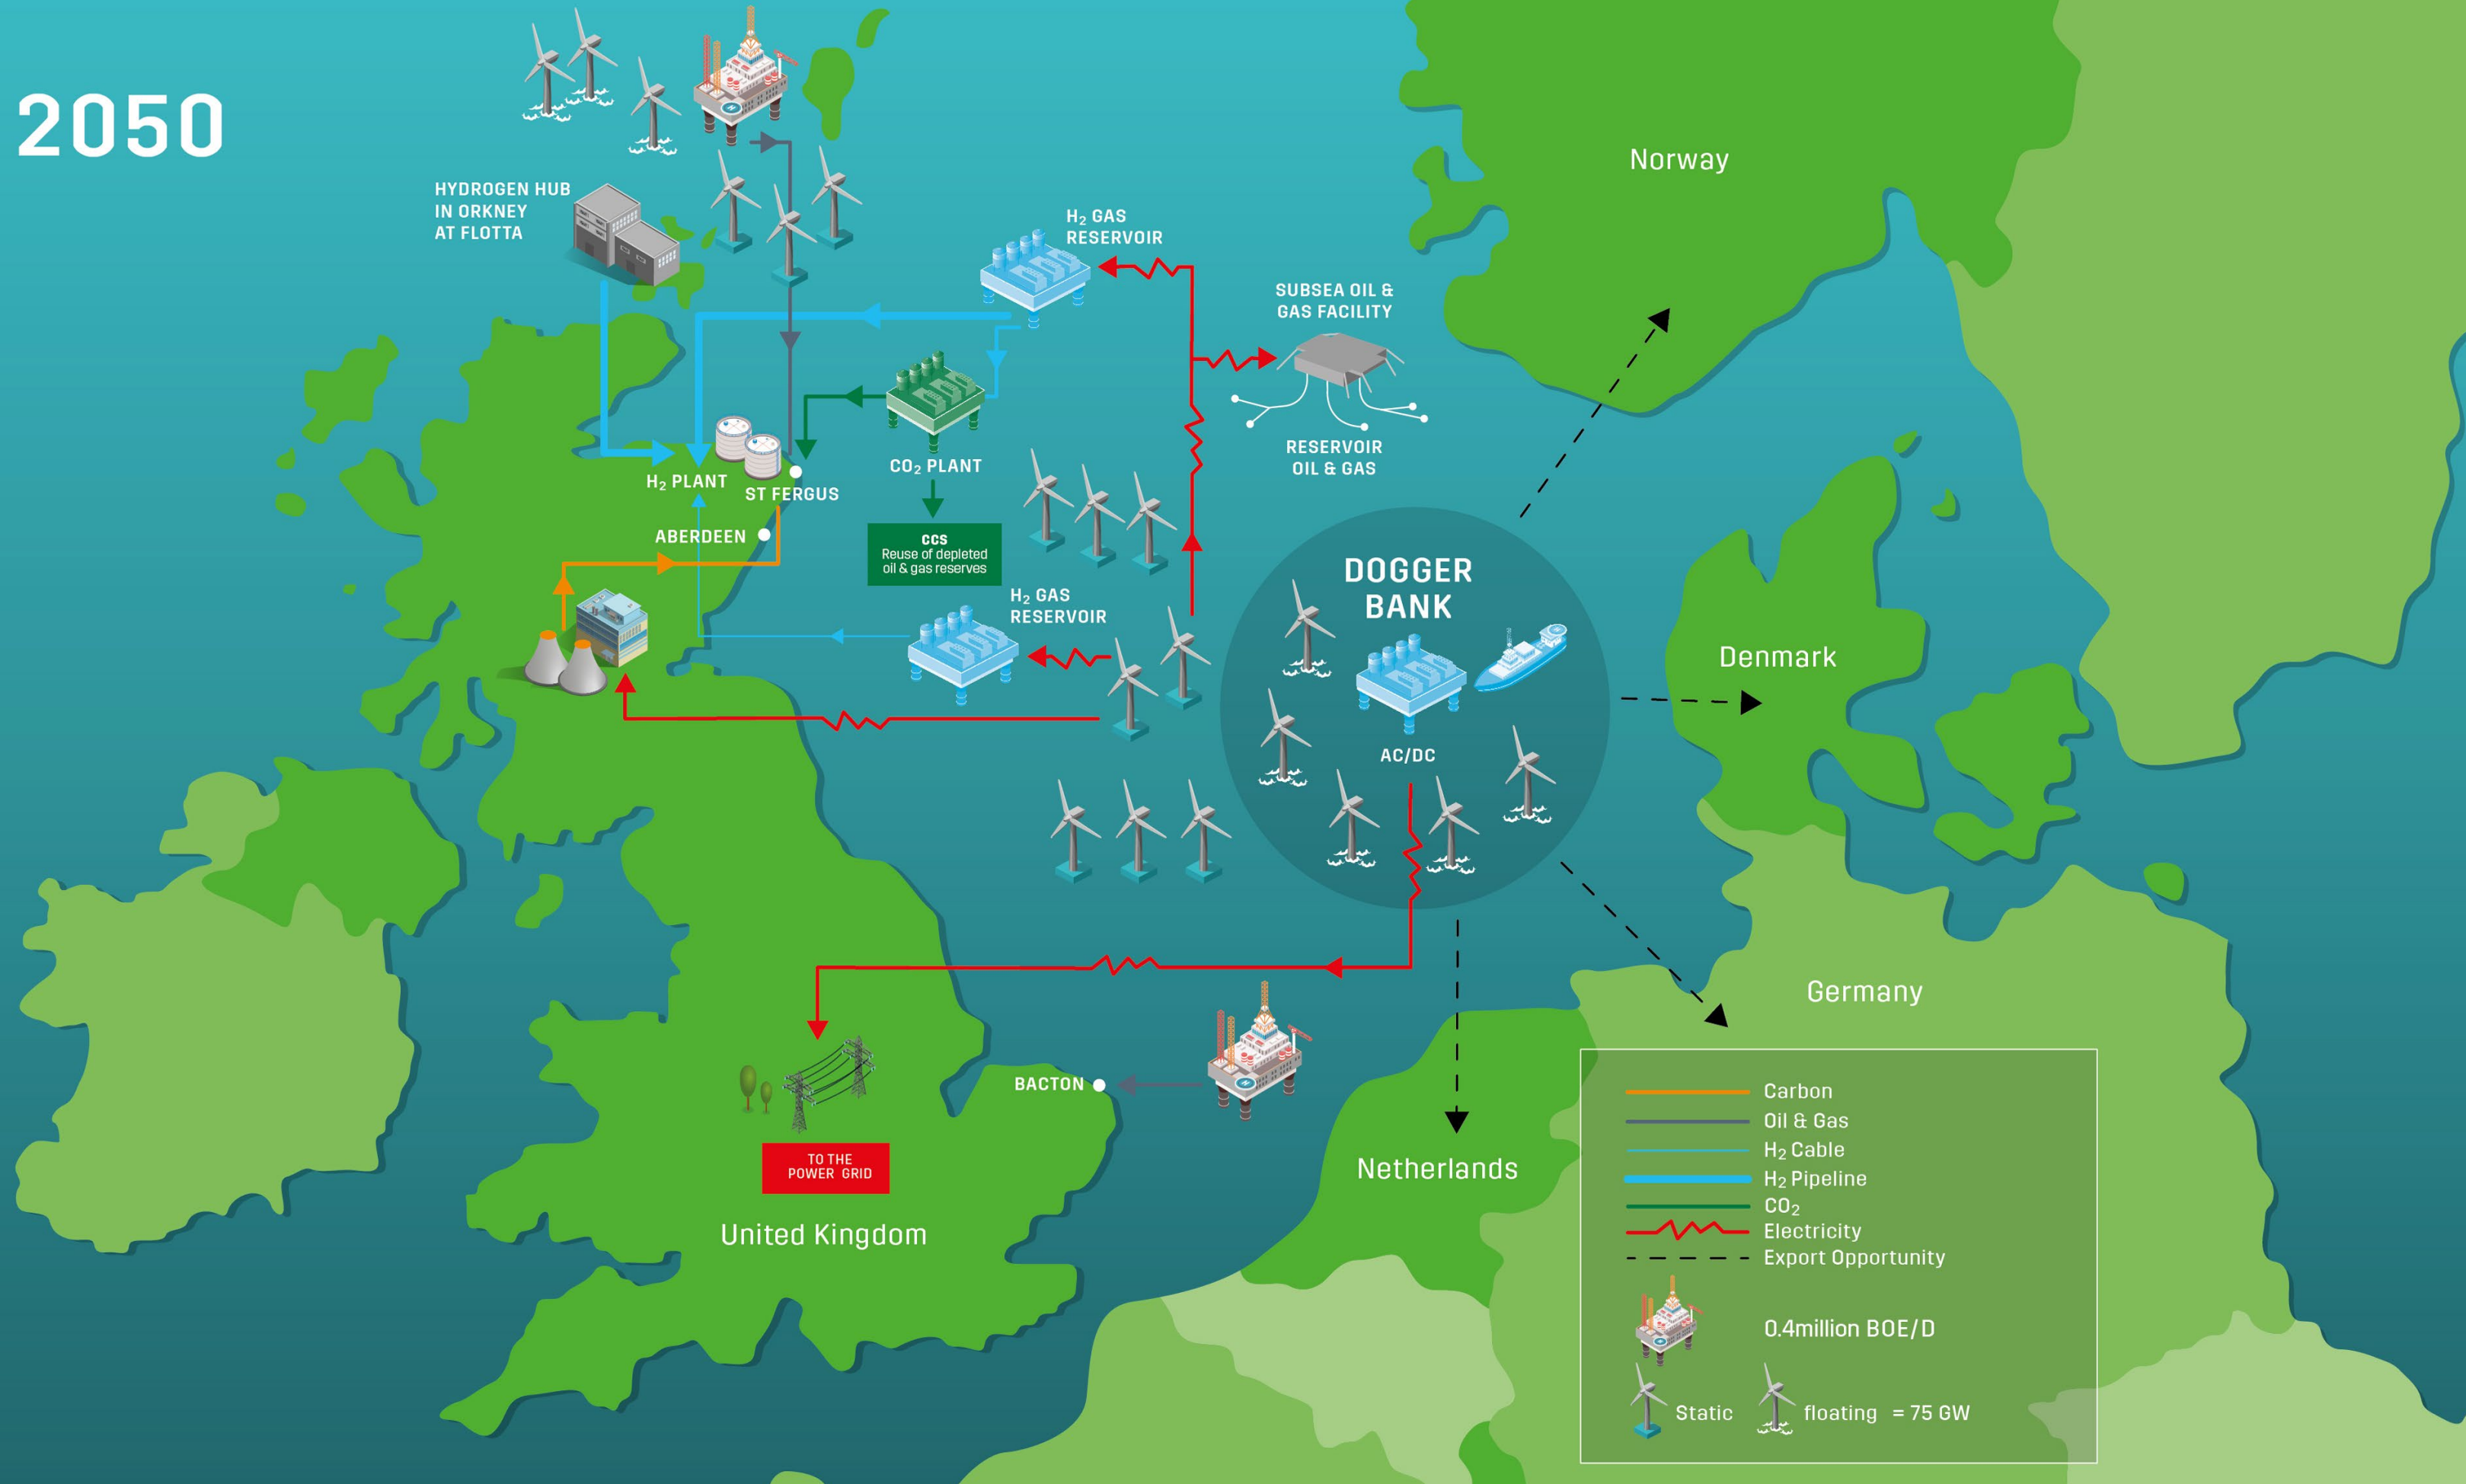 2050
HYDROGEN HUB
IN ORKNEY
AT FLOTTA
H₂ GAS
RESERVOIR
SUBSEA OIL &
GAS FACILITY
RESERVOIR
OIL & GAS
Norway
CO₂ PLANT
H₂ PLANT
ST FERGUS
ABERDEEN
CCS
Reuse of depleted
oil & gas reserves
H₂ GAS
RESERVOIR
DOGGER
BANK
AC/DC
Denmark
Germany
BACTON
TO THE
POWER GRID
United Kingdom
Netherlands
Carbon
Oil & Gas
H₂ Cable
H₂ Pipeline
CO₂
Electricity
Export Opportunity
0.4million BOE/D
Static floating = 75 GW